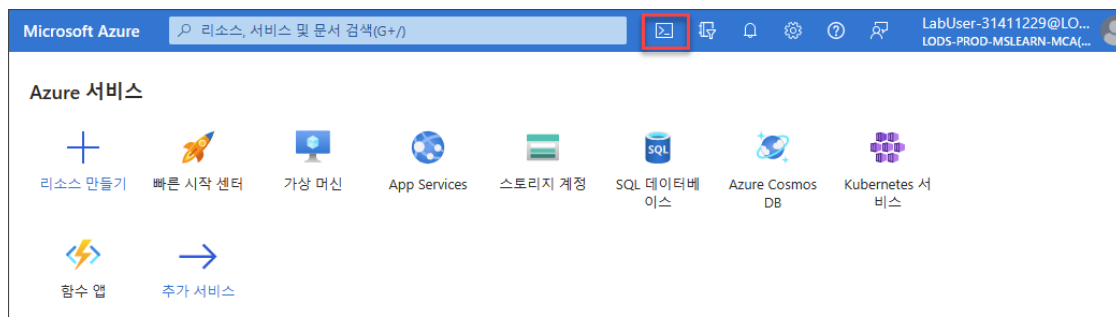 Microsoft Azure
리소스, 서비스 및 문서 검색(G+/)
LabUser-31411229@LO...
LODS-PROD-MSLEARN-MCA(...
Azure 서비스
리소스 만들기
빠른 시작 센터
가상 머신
App Services
스토리지 계정
SQL 데이터베
이스
Azure Cosmos
DB
Kubernetes 서
비스
함수 앱
추가 서비스